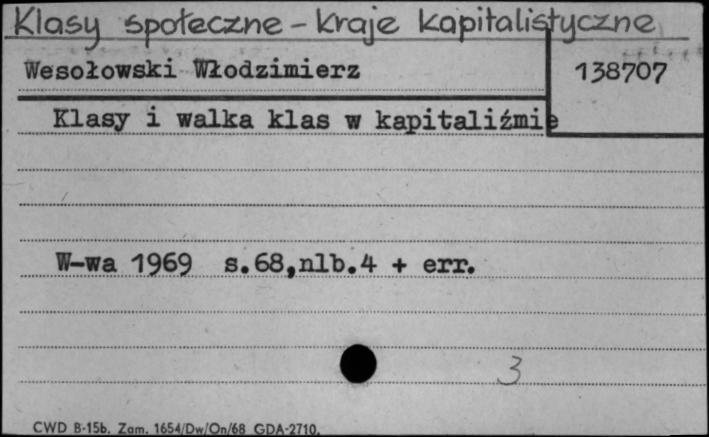 Klasy społeczne - kraje kapitalistyczne
Wesołowski Włodzimierz
138707
Klasy i walka klas w kapitaliźmie
W-wa 1969 s.68,nlb.4 + err.
3
CWD B-15b. Zam. 1654/Dw/On/68 GDA-2710.